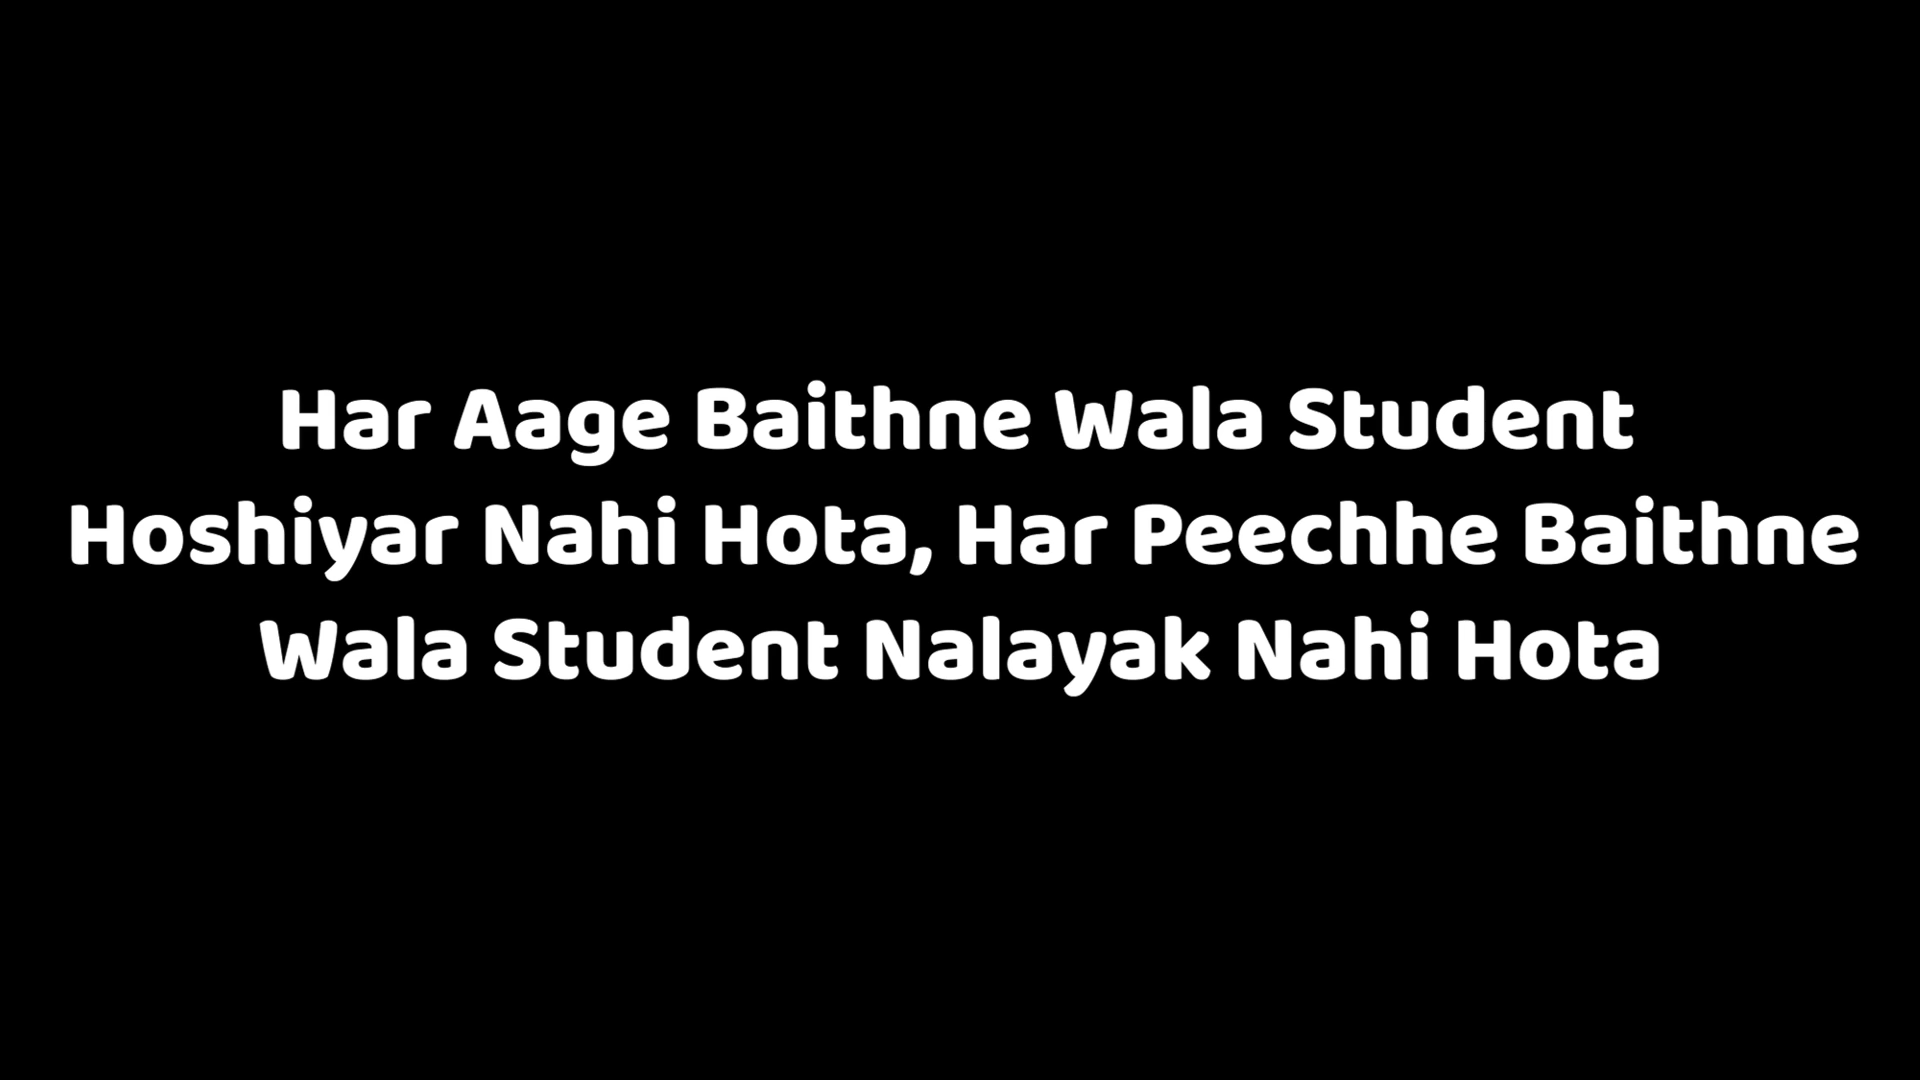 Har Aage Baithne Wala Student
Hoshiyar Nahi Hota, Har Peechhe Baithne
Wala Student Nalayak Nahi Hota